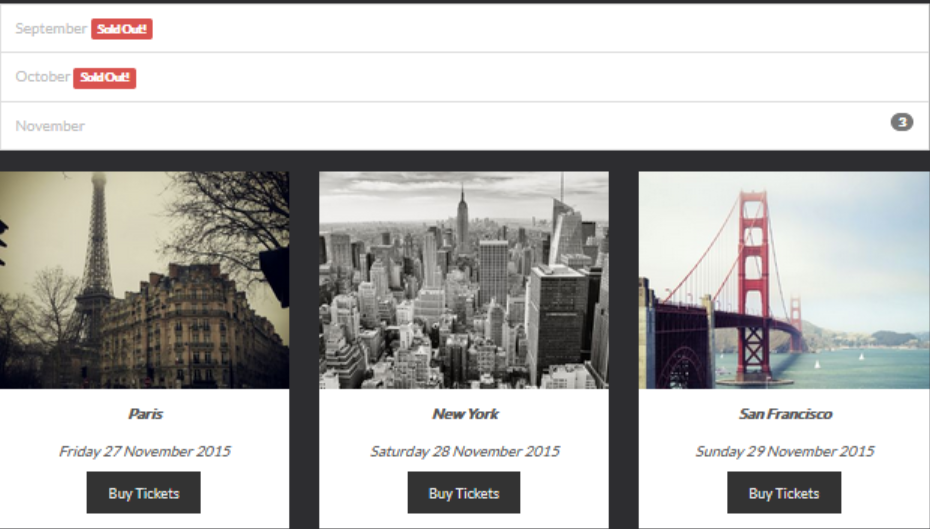 September Sold Out!
October Sold Out!
November 3
Paris
Friday 27 November 2015
Buy Tickets
New York
Saturday 28 November 2015
Buy Tickets
San Francisco
Sunday 29 November 2015
Buy Tickets